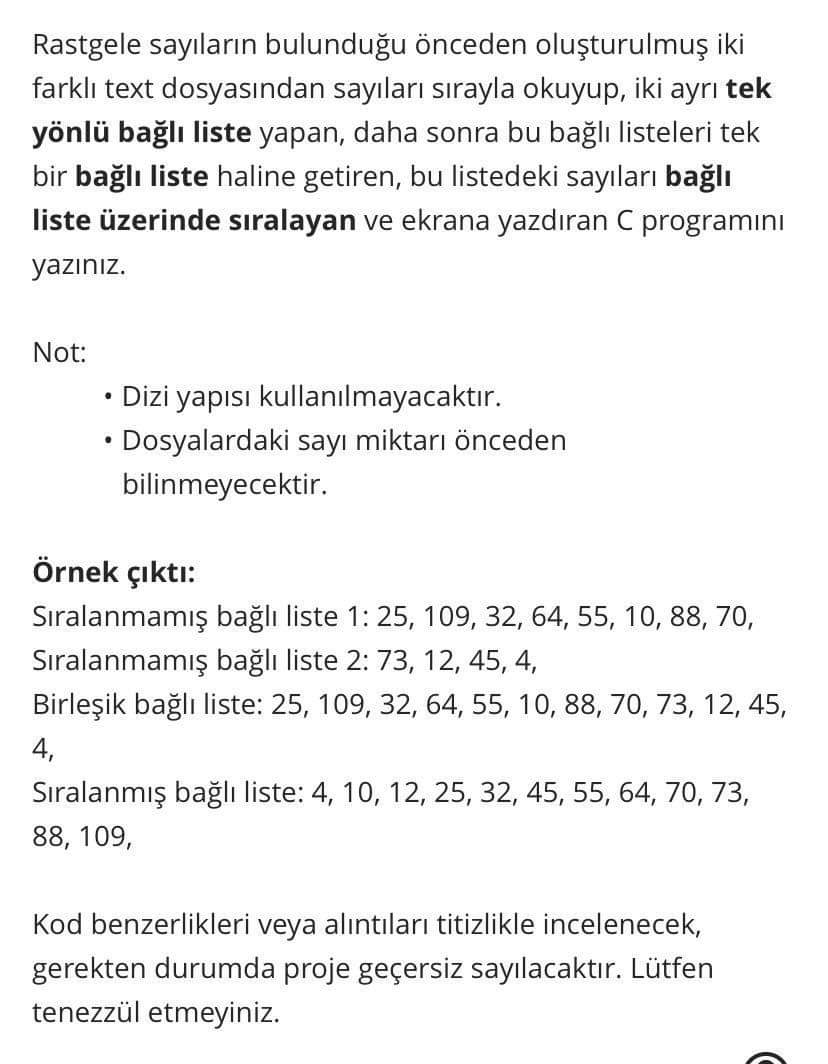 Rastgele sayıların bulunduğu önceden oluşturulmuş iki
farklı text dosyasından sayıları sırayla okuyup, iki ayrı tek
yönlü bağlı liste yapan, daha sonra bu bağlı listeleri tek
bir bağlı liste haline getiren, bu listedeki sayıları bağlı
liste üzerinde sıralayan ve ekrana yazdıran C programını
yazınız.
Not:
• Dizi yapısı kullanılmayacaktır.
• Dosyalardaki sayı miktarı önceden
bilinmeyecektir.
Örnek çıktı:
Sıralanmamış bağlı liste 1: 25, 109, 32, 64, 55, 10, 88, 70,
Sıralanmamış bağlı liste 2: 73, 12, 45, 4,
Birleşik bağlı liste: 25, 109, 32, 64, 55, 10, 88, 70, 73, 12, 45,
4,
Sıralanmış bağlı liste: 4, 10, 12, 25, 32, 45, 55, 64, 70, 73,
88, 109,
Kod benzerlikleri veya alıntıları titizlikle incelenecek,
gerekten durumda proje geçersiz sayılacaktır. Lütfen
tenezzül etmeyiniz.